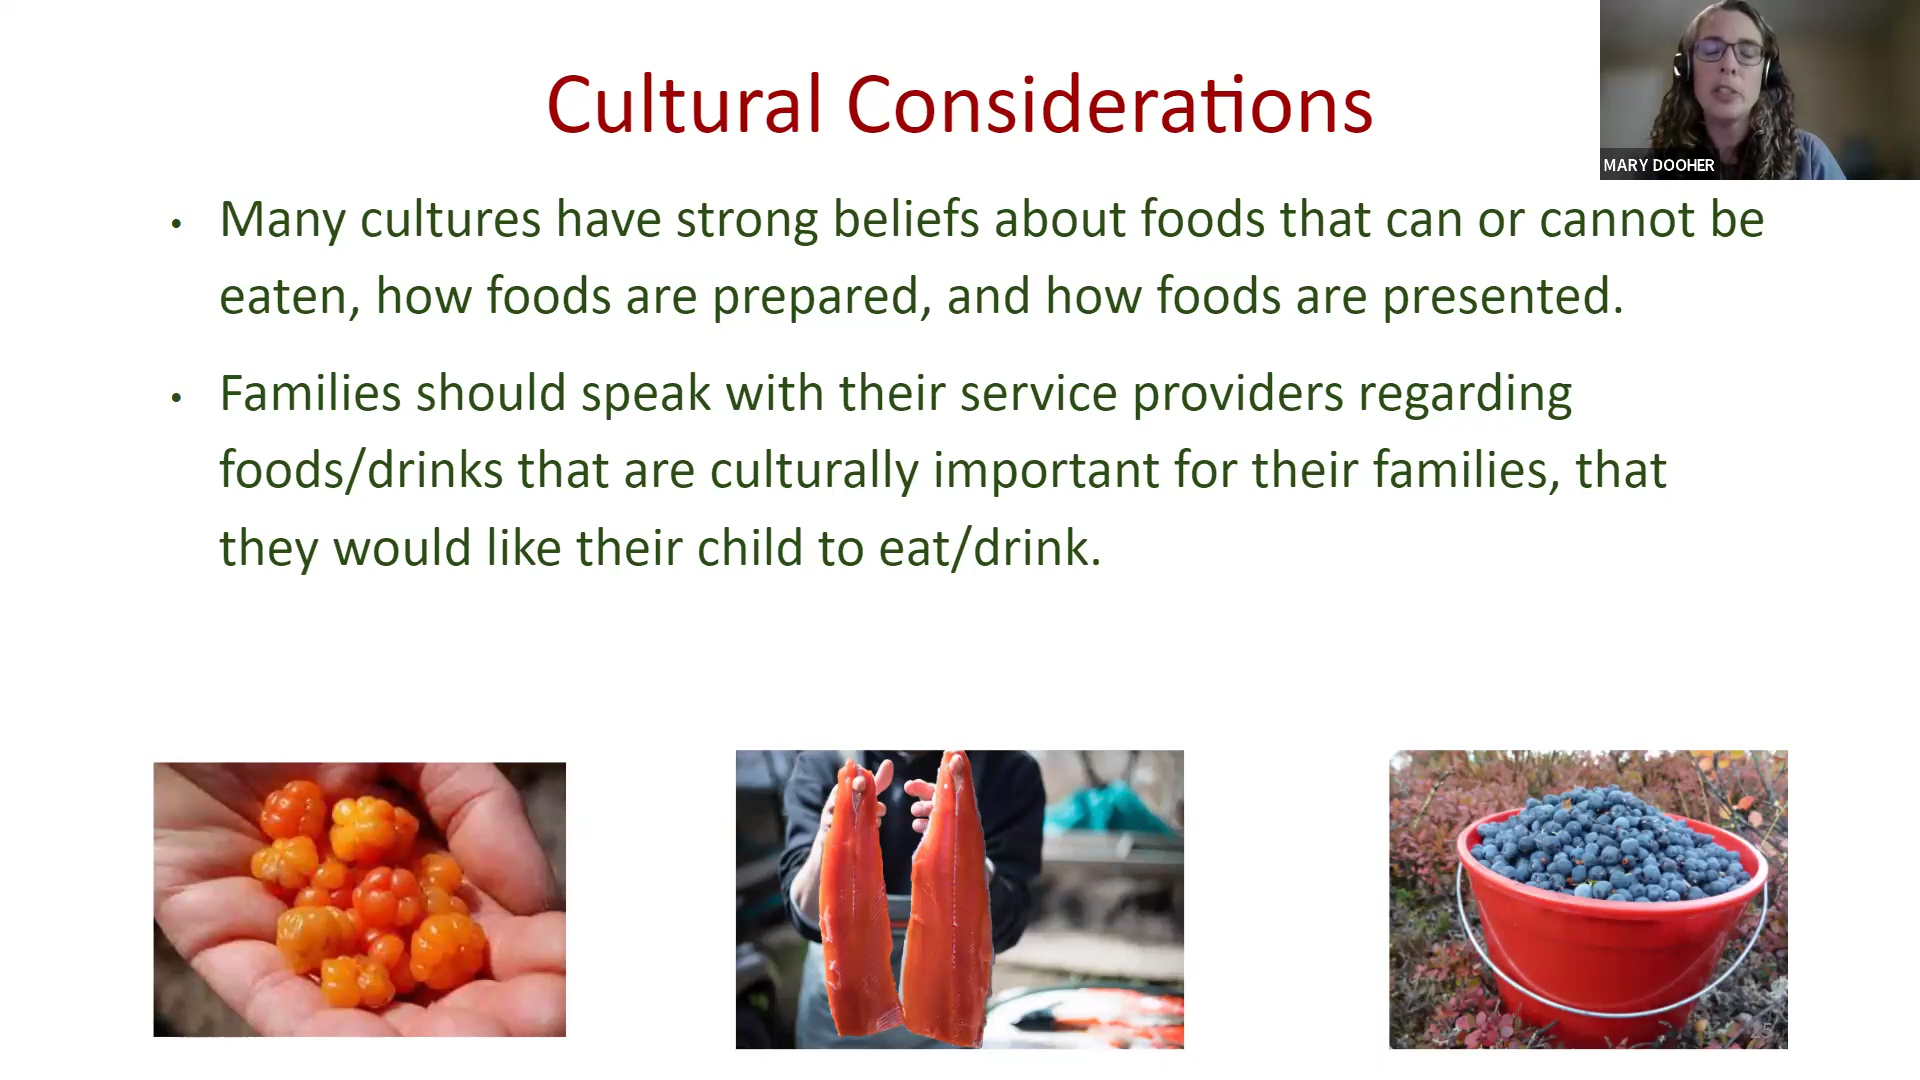 Cultural Considerations
MARY DOOHER
• Many cultures have strong beliefs about foods that can or cannot be
eaten, how foods are prepared, and how foods are presented.
• Families should speak with their service providers regarding
foods/drinks that are culturally important for their families, that
they would like their child to eat/drink.
25